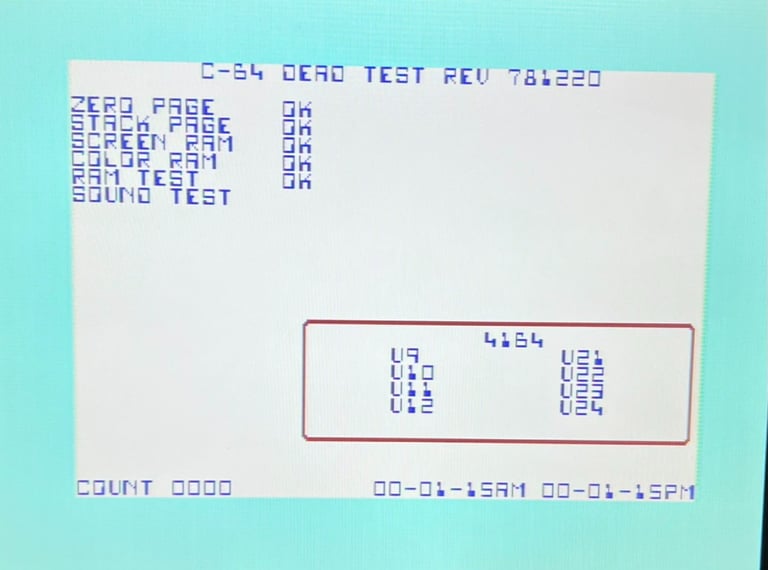 C-64 DEAD TEST REV 781220
ZERO PAGE OK
STACK PAGE OK
SCREEN RAM OK
COLOR RAM OK
RAM TEST OK
SOUND TEST
4164
U9 U21
U10 U22
U11 U23
U12 U24
COUNT 0000 00-01-15AM 00-01-15PM